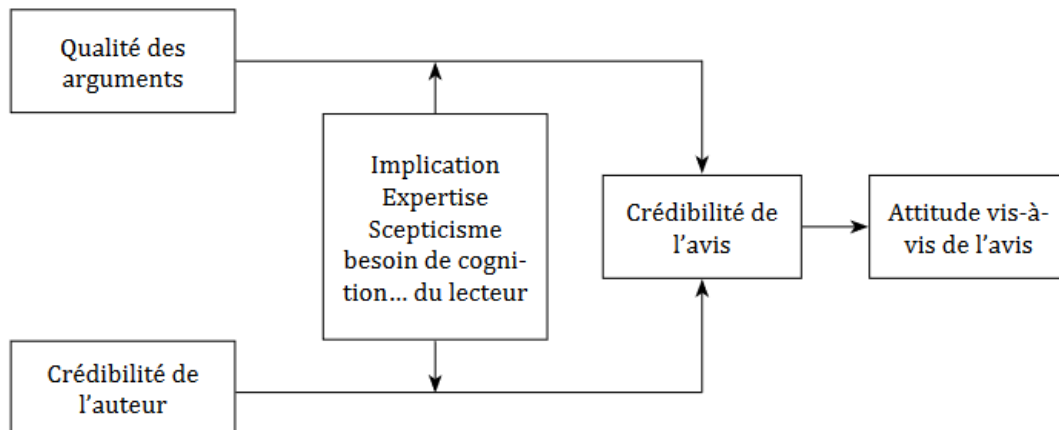 Qualité des
arguments
Implication
Expertise
Scepticisme
besoin de cogni-
tion… du lecteur
Crédibilité de
l’avis
Attitude vis-à-
vis de l’avis
Crédibilité de
l’auteur